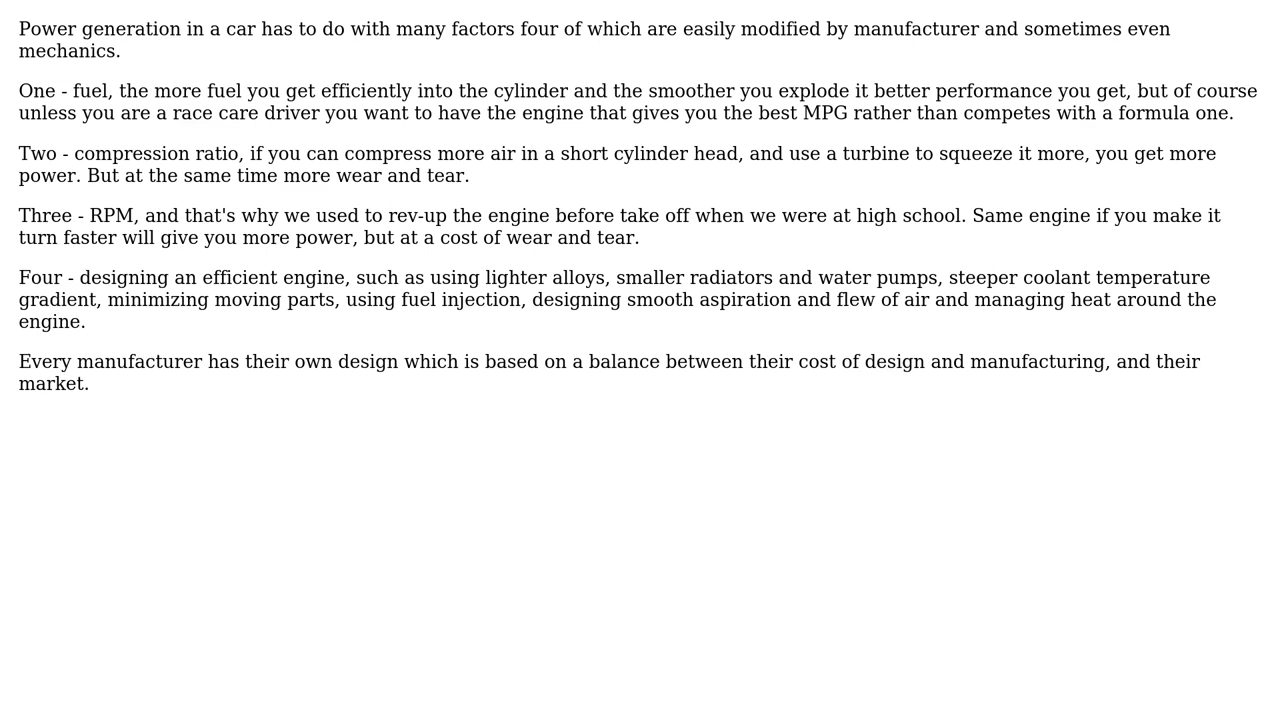 Power generation in a car has to do with many factors four of which are easily modified by manufacturer and sometimes even
mechanics.
One - fuel, the more fuel you get efficiently into the cylinder and the smoother you explode it better performance you get, but of course
unless you are a race care driver you want to have the engine that gives you the best MPG rather than competes with a formula one.
Two - compression ratio, if you can compress more air in a short cylinder head, and use a turbine to squeeze it more, you get more
power. But at the same time more wear and tear.
Three - RPM, and that's why we used to rev-up the engine before take off when we were at high school. Same engine if you make it
turn faster will give you more power, but at a cost of wear and tear.
Four - designing an efficient engine, such as using lighter alloys, smaller radiators and water pumps, steeper coolant temperature
gradient, minimizing moving parts, using fuel injection, designing smooth aspiration and flew of air and managing heat around the
engine.
Every manufacturer has their own design which is based on a balance between their cost of design and manufacturing, and their
market.